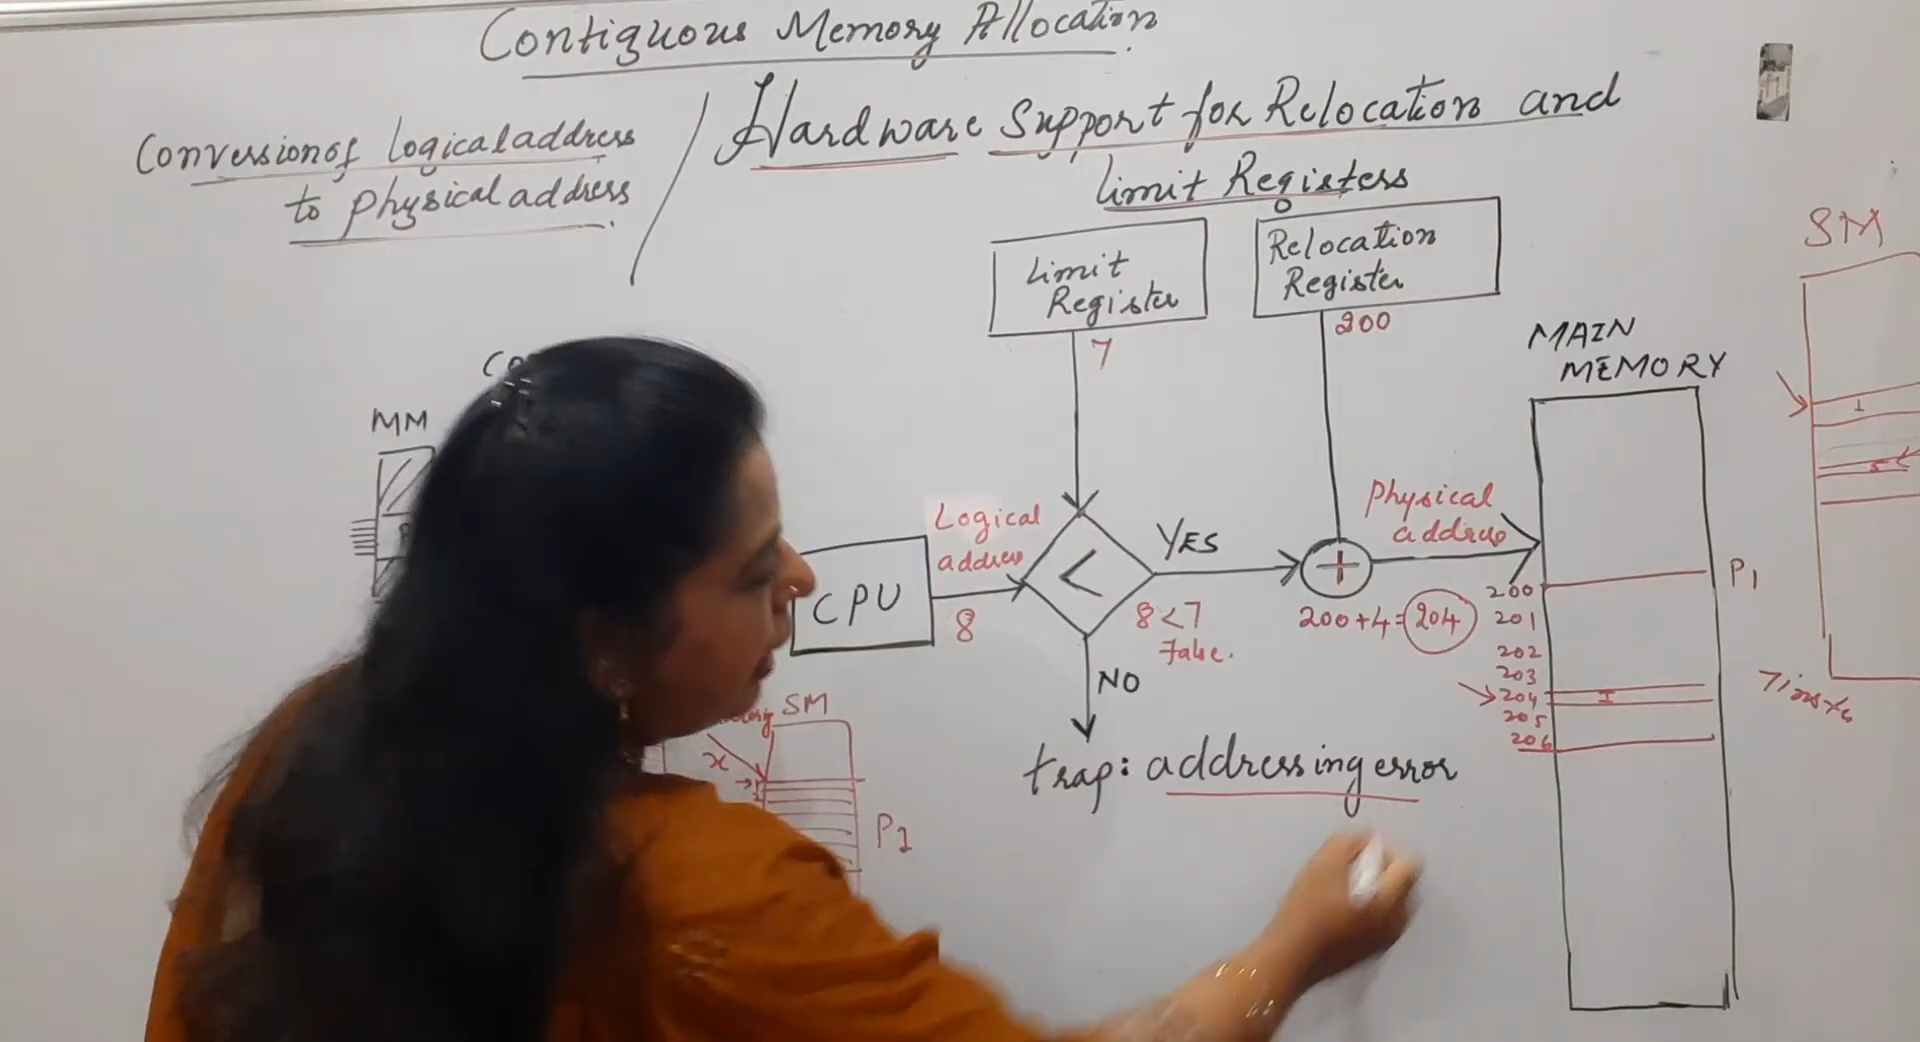 Contiguous Memory Allocation
Conversion of logical address
to physical address
Hardware Support for Relocation and
limit Registers
SM
Limit
Register
7
Relocation
Register
200
MAIN
MEMORY
MM
CPU
Logical
address
8
<
YES
8<7
False.
+
200+4=204
Physical
address
P1
200
201
202
203
204
205
206
I
I
7 insts
NO
trap: addressing error
SM
x
P1